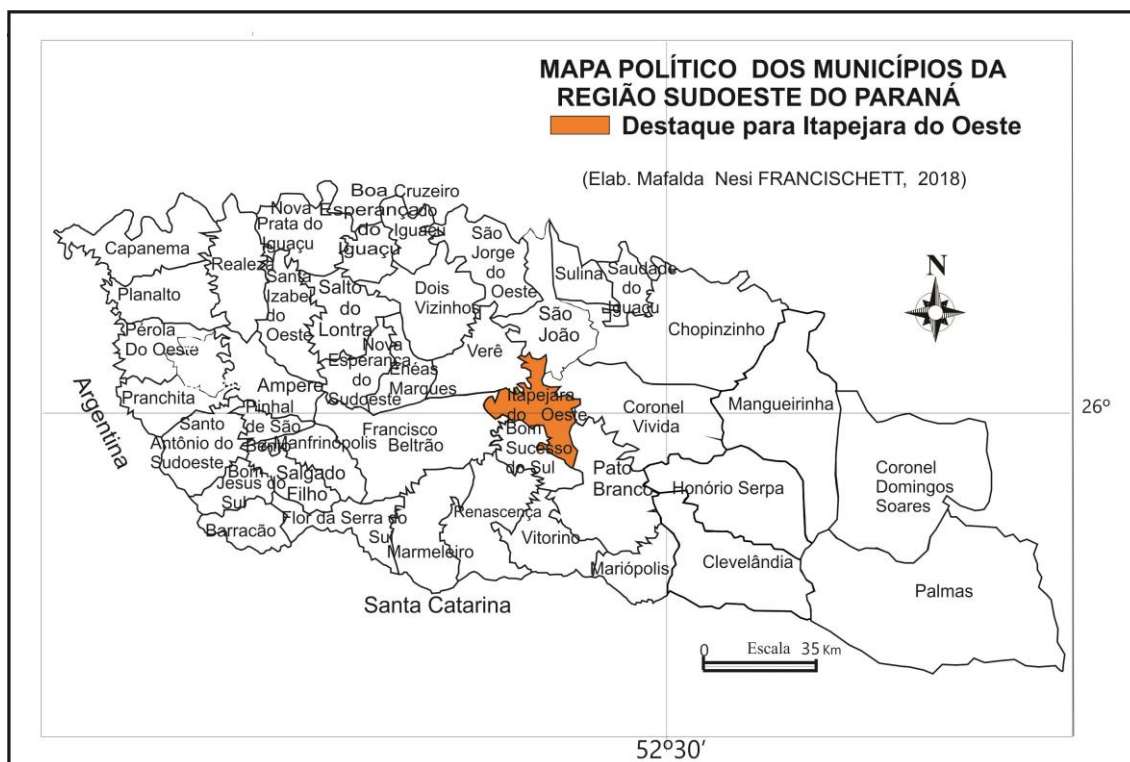 MAPA POLÍTICO DOS MUNICÍPIOS DA
REGIÃO SUDOESTE DO PARANÁ
Destaque para Itapejara do Oeste
(Elab. Mafalda Nesi FRANCISCHETT, 2018)
N
Capanema
Realeza
Nova
Prata do
Iguaçu
Boa
Esperança
do
Iguaçu
Cruzeiro
do
Iguaçu
São
Jorge do
Oeste
Sulina
Saudade
do
Iguaçu
Planalto
Santa
Izabel
do
Oeste
Salto
do
Lontra
Dois
Vizinhos
São
João
Chopinzinho
Pérola
Do Oeste
Nova
Esperança
do
Sudoeste
Enéas
Marques
Verê
Pranchita
Ampere
Itapejara
do Oeste
Coronel
Vivida
Mangueirinha
26º
Argentina
Pinhal
de São
Bento
Santo
Antônio do
Sudoeste
Manfrinópolis
Francisco
Beltrão
Bom
Sucesso
do Sul
Pato
Branco
Honório Serpa
Coronel
Domingos
Soares
Bom
Jesus do
Sul
Salgado
Filho
Barracão
Flor da Serra do
Sul
Marmeleiro
Renascença
Vitorino
Mariópolis
Clevelândia
Palmas
Santa Catarina
0 Escala 35 Km
52º30'